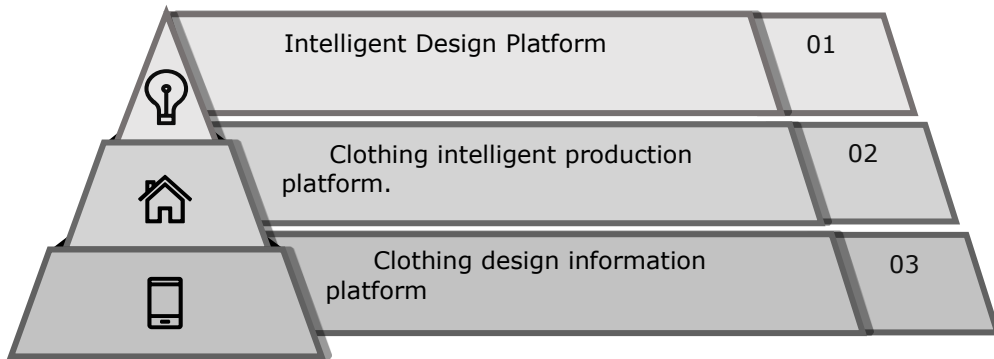 Intelligent Design Platform
01
Clothing intelligent production
platform.
02
Clothing design information
platform
03